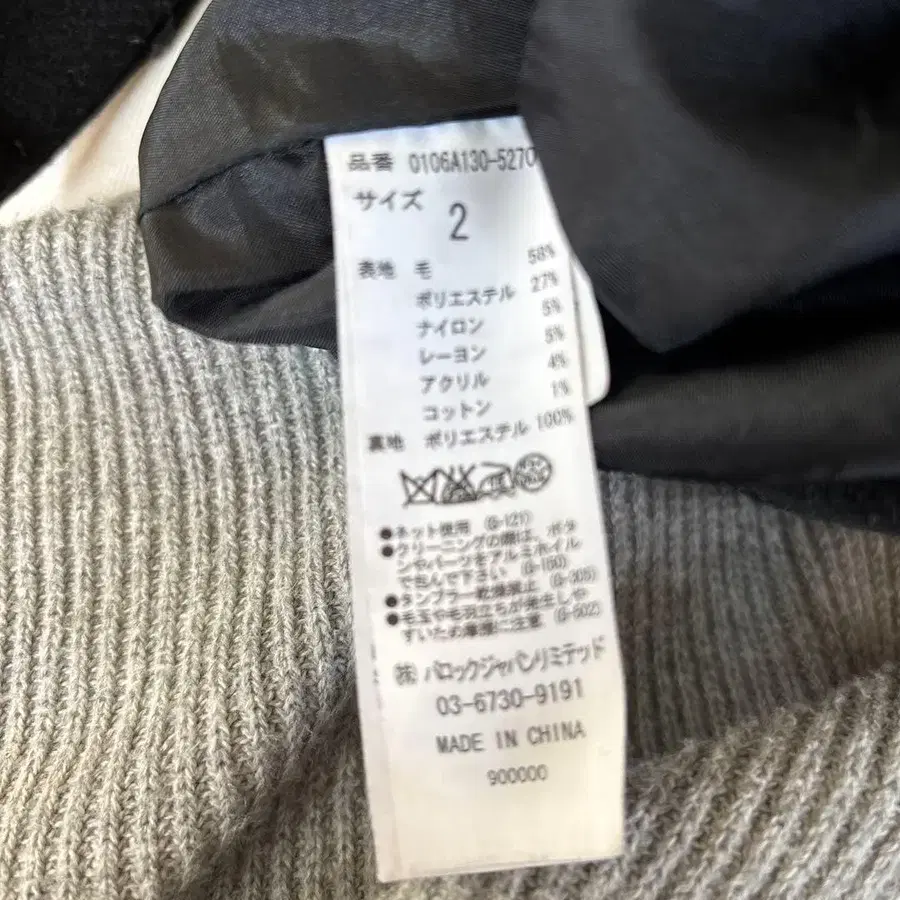 品番 0106A130-5270
サイズ
2
表地 毛 58%
ポリエステル 27%
ナイロン 5%
レーヨン 5%
アクリル 4%
コットン 1%
裏地 ポリエステル 100%
●ネット使用 (G-121)
●クリーニングの際は、ボタ
ンやパーツをアルミホイル
で包んで下さい (G-100)
●タンブラー乾燥禁止 (G-305)
●毛玉や毛羽立ちが発生しや
すいため摩擦に注意 (G-502)
(株) バロックジャパンリミテッド
03-6730-9191
MADE IN CHINA
900000